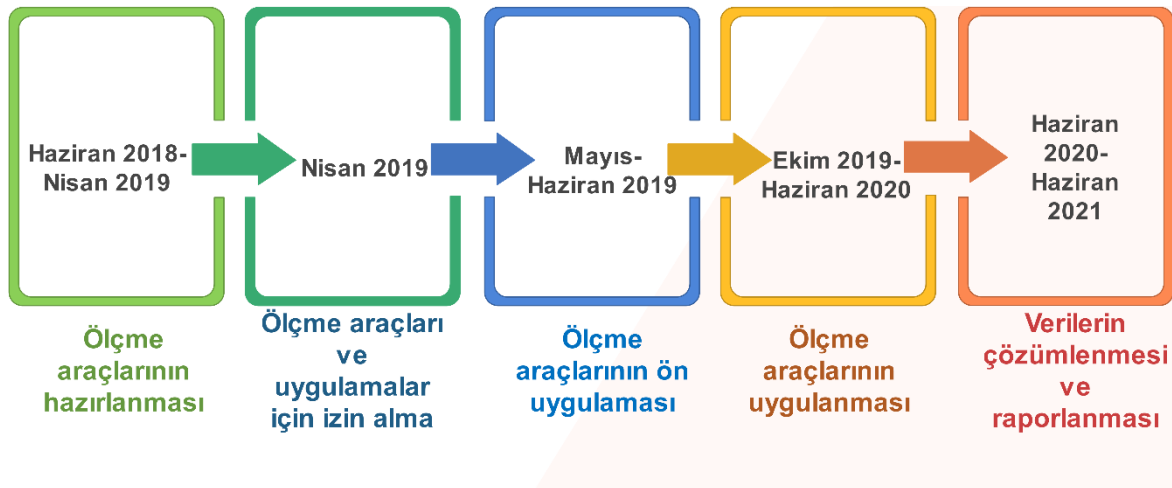 Haziran 2018-
Nisan 2019
Nisan 2019
Mayıs-
Haziran 2019
Ekim 2019-
Haziran 2020
Haziran
2020-
Haziran
2021
Ölçme
araçlarının
hazırlanması
Ölçme araçları
ve
uygulamalar
için izin alma
Ölçme
araçlarının ön
uygulaması
Ölçme
araçlarının
uygulanması
Verilerin
çözümlenmesi
ve
raporlanması